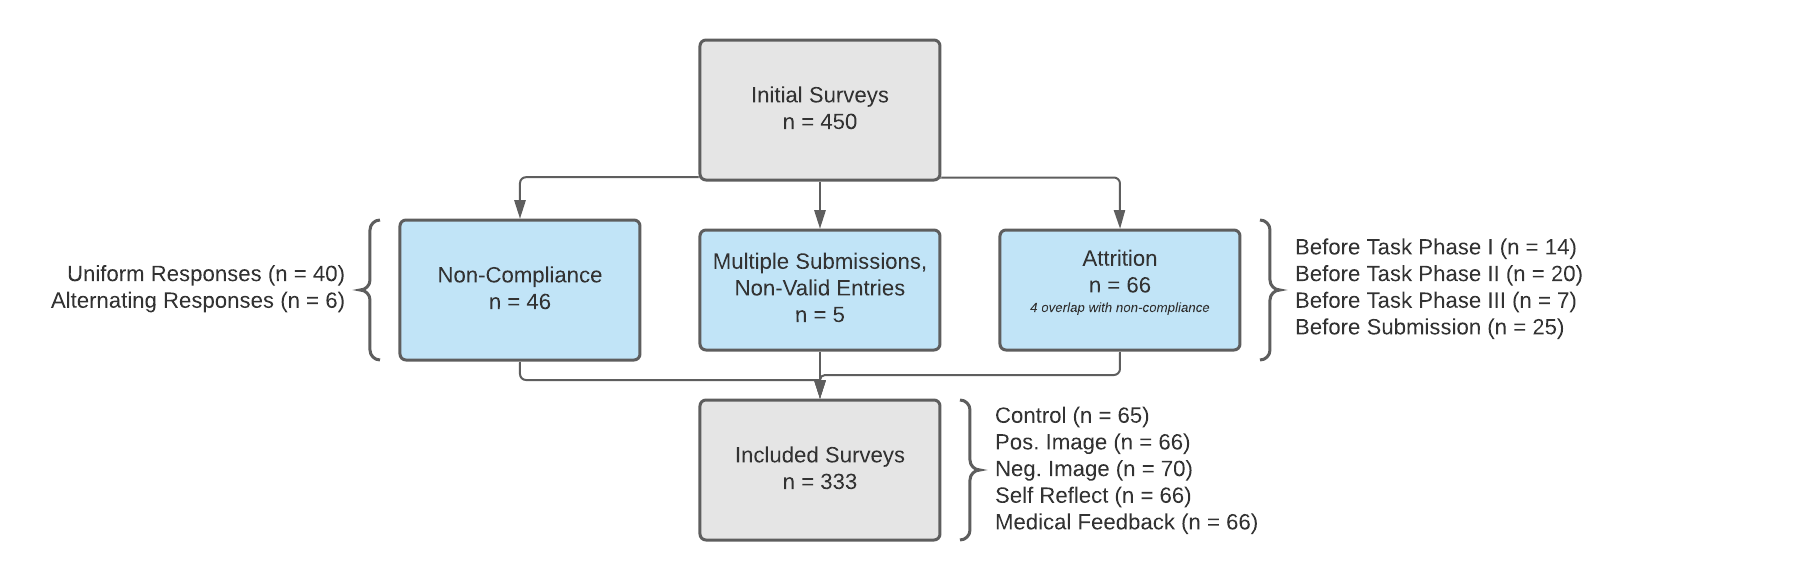 Initial Surveys
n = 450
Uniform Responses (n = 40)
Alternating Responses (n = 6)
Non-Compliance
n = 46
Multiple Submissions,
Non-Valid Entries
n = 5
Attrition
n = 66
4 overlap with non-compliance
Before Task Phase I (n = 14)
Before Task Phase II (n = 20)
Before Task Phase III (n = 7)
Before Submission (n = 25)
Included Surveys
n = 333
Control (n = 65)
Pos. Image (n = 66)
Neg. Image (n = 70)
Self Reflect (n = 66)
Medical Feedback (n = 66)